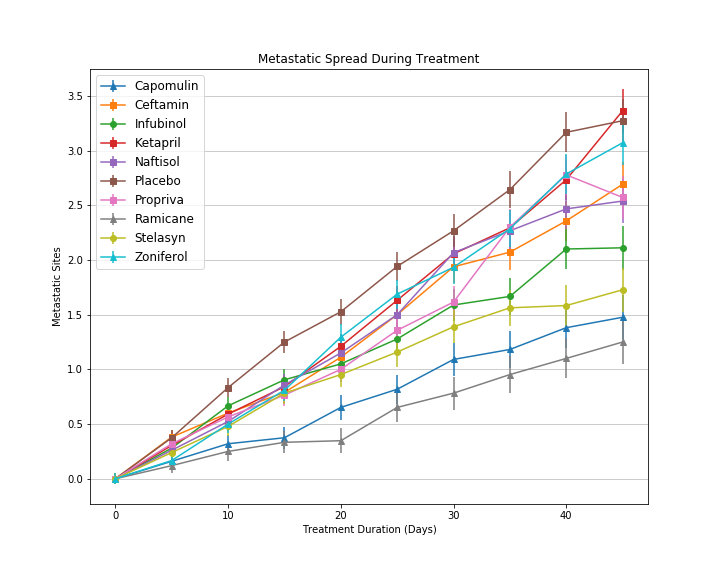 Metastatic Spread During Treatment
Capomulin
Ceftamin
Infubinol
Ketapril
Naftisol
Placebo
Propriva
Ramicane
Stelasyn
Zoniferol
Metastatic Sites
3.5
3.0
2.5
2.0
1.5
1.0
0.5
0.0
0 10 20 30 40
Treatment Duration (Days)